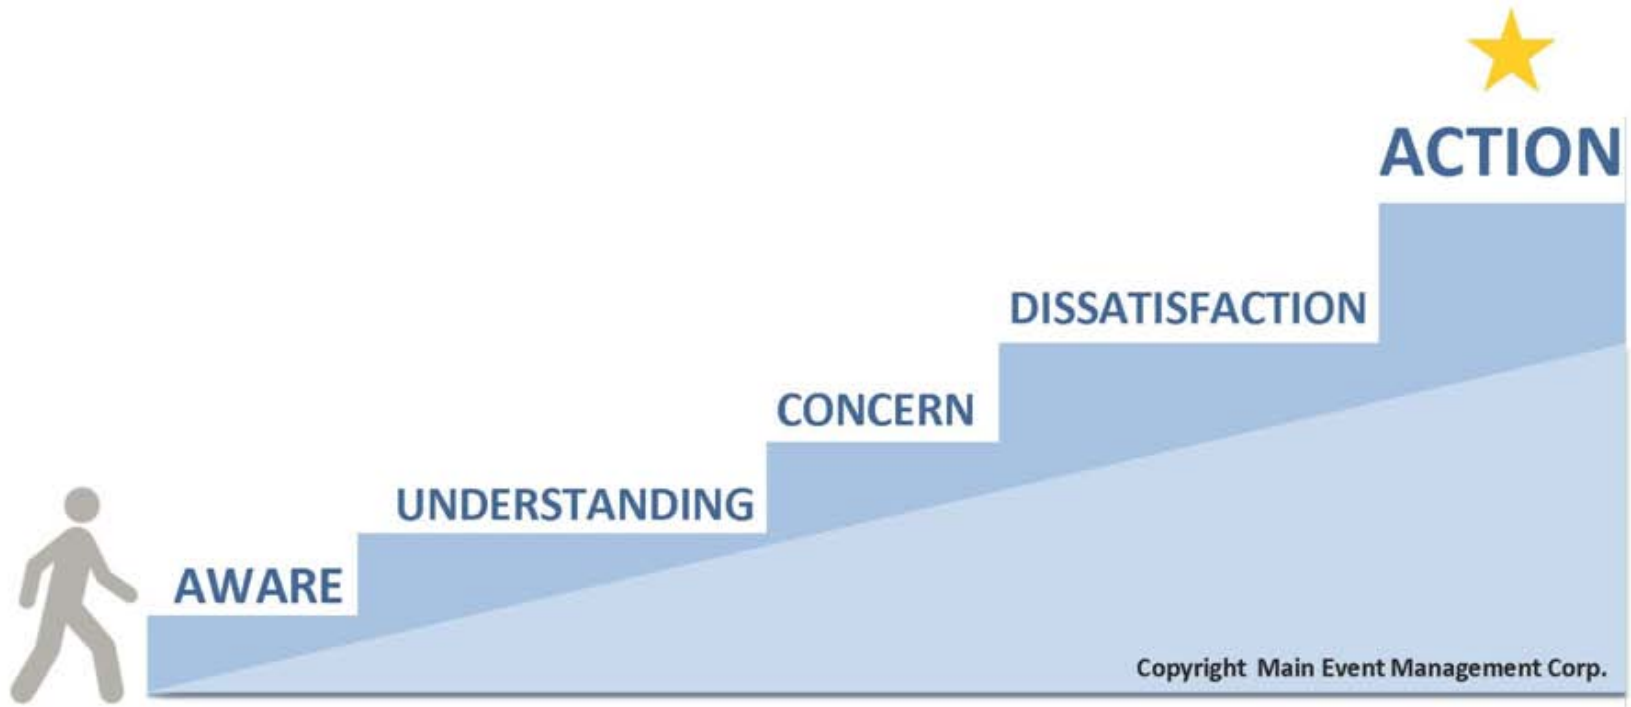 ACTION
DISSATISFACTION
CONCERN
UNDERSTANDING
AWARE
Copyright Main Event Management Corp.